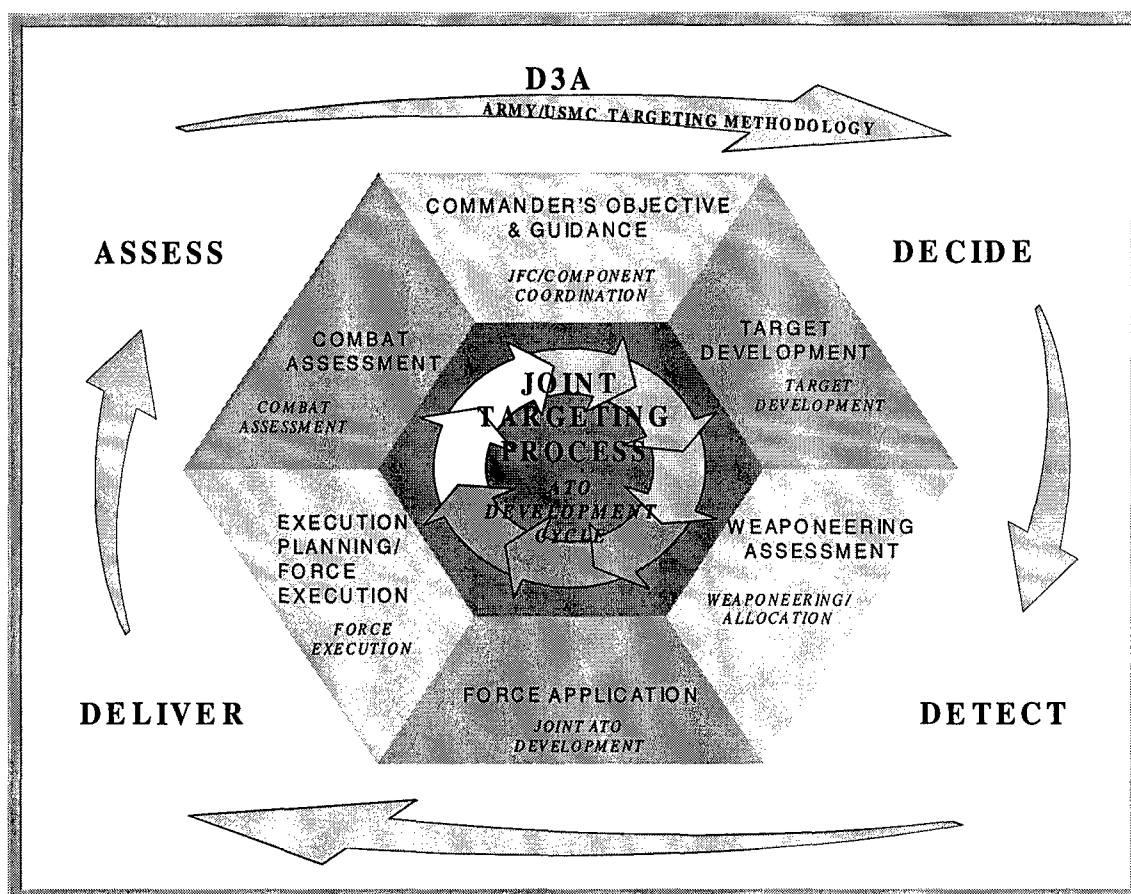 D3A
ARMY/USMC TARGETING METHODOLOGY
COMMANDER'S OBJECTIVE
& GUIDANCE
JFC/COMPONENT
COORDINATION
ASSESS
DECIDE
COMBAT
ASSESSMENT
COMBAT
ASSESSMENT
TARGET
DEVELOPMENT
TARGET
DEVELOPMENT
JOINT
TARGETING
PROCESS
ATO
DEVELOPMENT
CYCLE
EXECUTION
PLANNING/
FORCE
EXECUTION
FORCE
EXECUTION
WEAPONEERING
ASSESSMENT
WEAPONEERING/
ALLOCATION
FORCE APPLICATION
JOINT ATO
DEVELOPMENT
DELIVER
DETECT